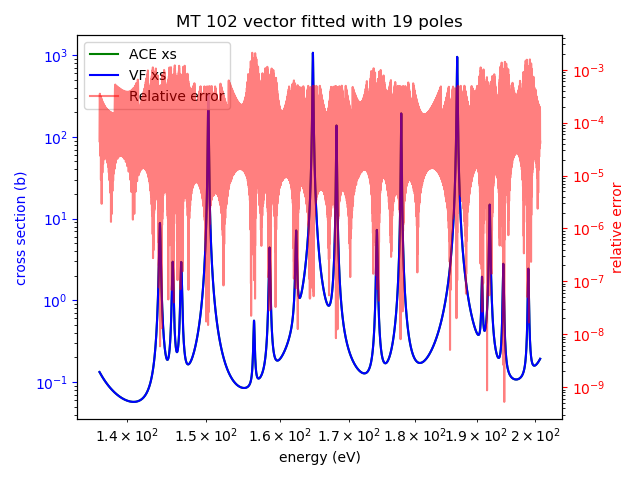 MT 102 vector fitted with 19 poles
ACE xs
VF xs
Relative error
10³
10²
10¹
10⁰
10⁻¹
cross section (b)
10⁻³
10⁻⁴
10⁻⁵
10⁻⁶
10⁻⁷
10⁻⁸
10⁻⁹
relative error
1.4 × 10² 1.5 × 10² 1.6 × 10² 1.7 × 10² 1.8 × 10² 1.9 × 10² 2 × 10²
energy (eV)